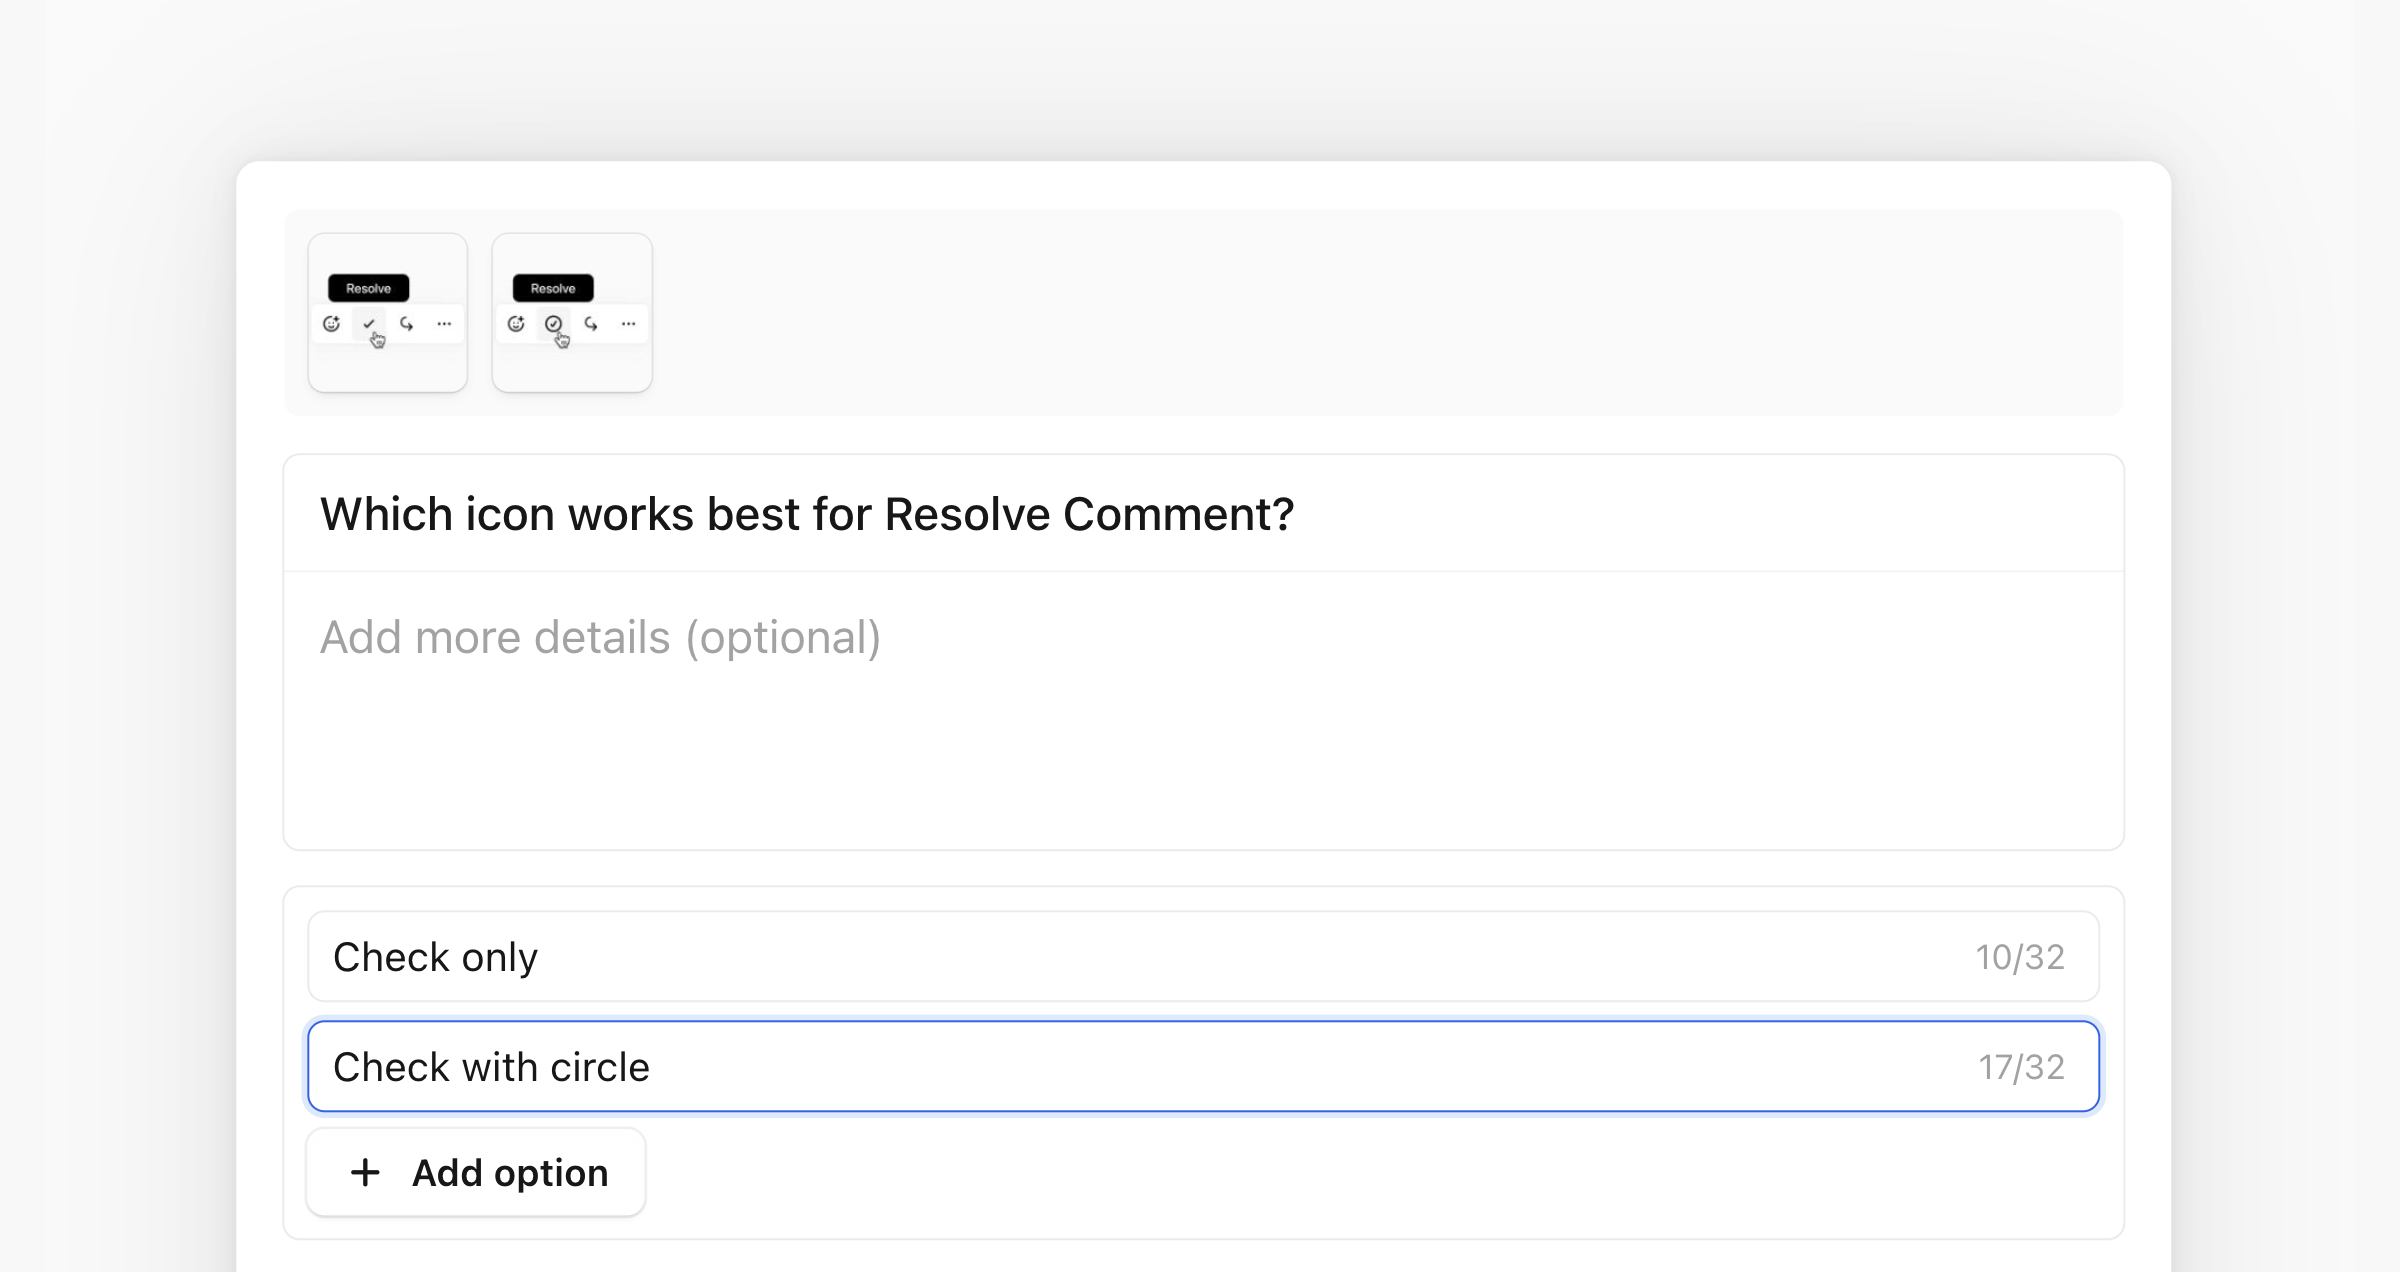 Resolve
Resolve
Which icon works best for Resolve Comment?
Add more details (optional)
Check only
10/32
Check with circle
17/32
Add option